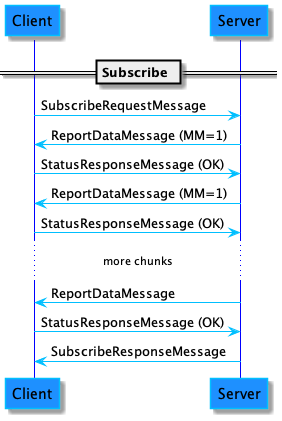 Client Server
Subscribe
SubscribeRequestMessage
ReportDataMessage (MM=1)
StatusResponseMessage (OK)
ReportDataMessage (MM=1)
StatusResponseMessage (OK)
more chunks
ReportDataMessage
StatusResponseMessage (OK)
SubscribeResponseMessage
Client Server